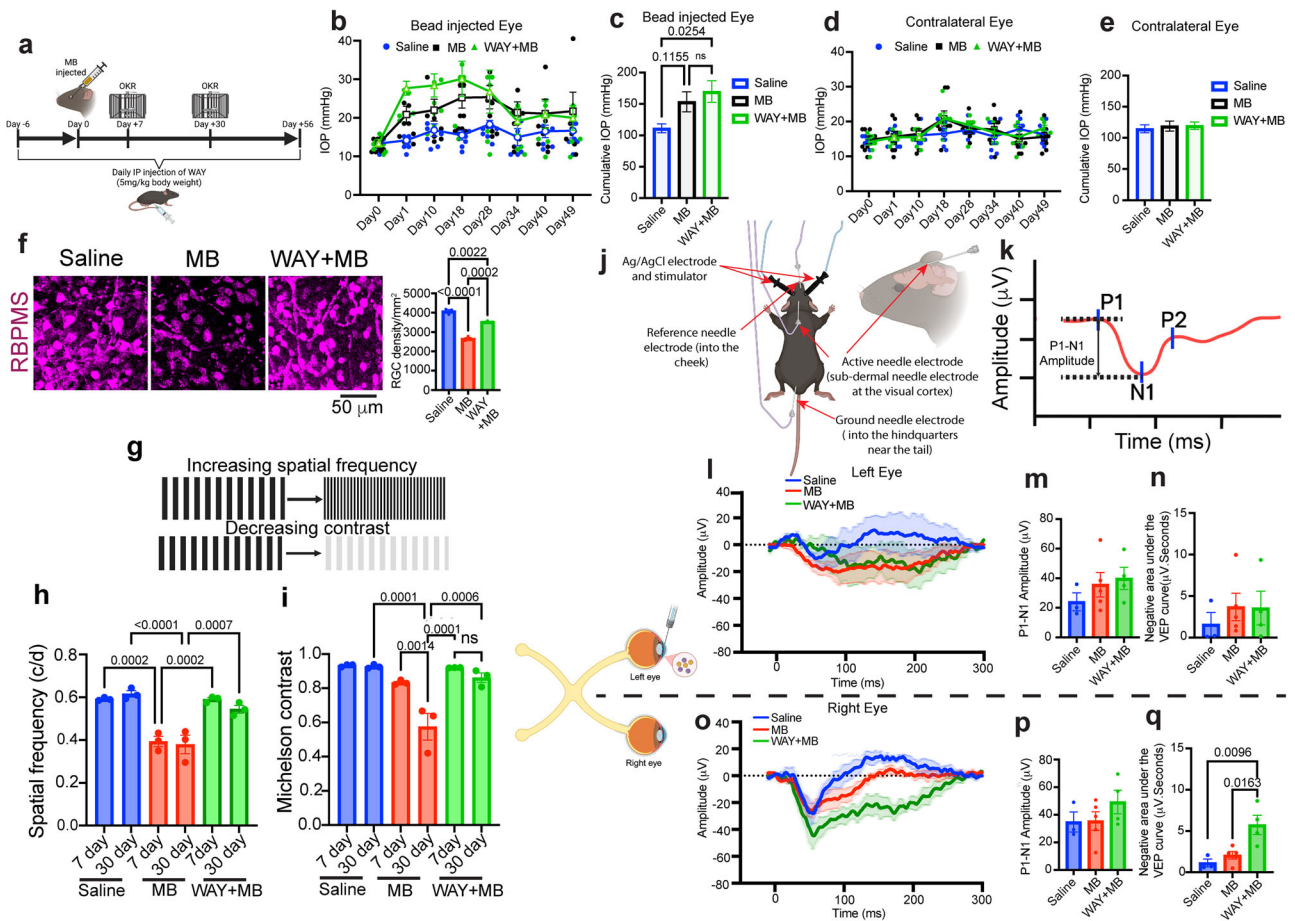 a
MB
injected
OKR
OKR
Day -6
Day 0
Day +7
Day +30
Day +56
Daily IP injection of WAY
(5mg/kg body weight)
b
Bead injected Eye
Saline
MB
WAY+MB
IOP (mmHg)
40
30
20
10
0
Day0
Day1
Day10
Day18
Day28
Day34
Day40
Day49
c
Bead injected Eye
0.0254
0.1155
ns
Cumulative IOP (mmHg)
200
150
100
50
0
Saline
MB
WAY+MB
Saline
MB
WAY+MB
d
Contralateral Eye
Saline
MB
WAY+MB
IOP (mmHg)
40
30
20
10
0
Day0
Day1
Day10
Day18
Day28
Day34
Day40
Day49
e
Contralateral Eye
Cumulative IOP (mmHg)
200
150
100
50
0
Saline
MB
WAY+MB
Saline
MB
WAY+MB
f
Saline
MB
WAY+MB
RBPMS
50 μm
0.0022
0.0002
<0.0001
RGC density/mm2
5000
4000
3000
2000
1000
0
Saline
MB
WAY
+MB
g
Increasing spatial frequency
Decreasing contrast
h
<0.0001
0.0007
0.0002
0.0002
Spatial frequency (c/d)
0.8
0.6
0.4
0.2
0.0
7 day
30 day
7 day
30 day
7 day
30 day
Saline
MB
WAY+MB
i
0.0001
0.0006
0.0001
ns
0.0014
Michelson contrast
1.0
0.8
0.6
0.4
0.2
0.0
7 day
30 day
7 day
30 day
7 day
30 day
Saline
MB
WAY+MB
j
Ag/AgCl electrode
and stimulator
Reference needle
electrode (into the
cheek)
Active needle electrode
(sub-dermal needle electrode
at the visual cortex)
Ground needle electrode
( into the hindquarters
near the tail)
k
Amplitude (μV)
P1
P2
P1-N1
Amplitude
N1
Time (ms)
Left eye
Right eye
l
Left Eye
Saline
MB
WAY+MB
Amplitude (μV)
40
20
0
-20
-40
-60
-80
0
100
200
300
Time (ms)
m
P1-N1 Amplitude (μV)
80
60
40
20
0
Saline
MB
WAY+MB
n
Negative area under the
VEP curve(μV.Seconds)
15
10
5
0
Saline
MB
WAY+MB
o
Right Eye
Saline
MB
WAY+MB
Amplitude (μV)
40
20
0
-20
-40
-60
-80
0
100
200
300
Time (ms)
p
P1-N1 Amplitude (μV)
80
60
40
20
0
Saline
MB
WAY+MB
q
0.0096
0.0163
Negative area under the
VEP curve (μV.Seconds)
15
10
5
0
Saline
MB
WAY+MB